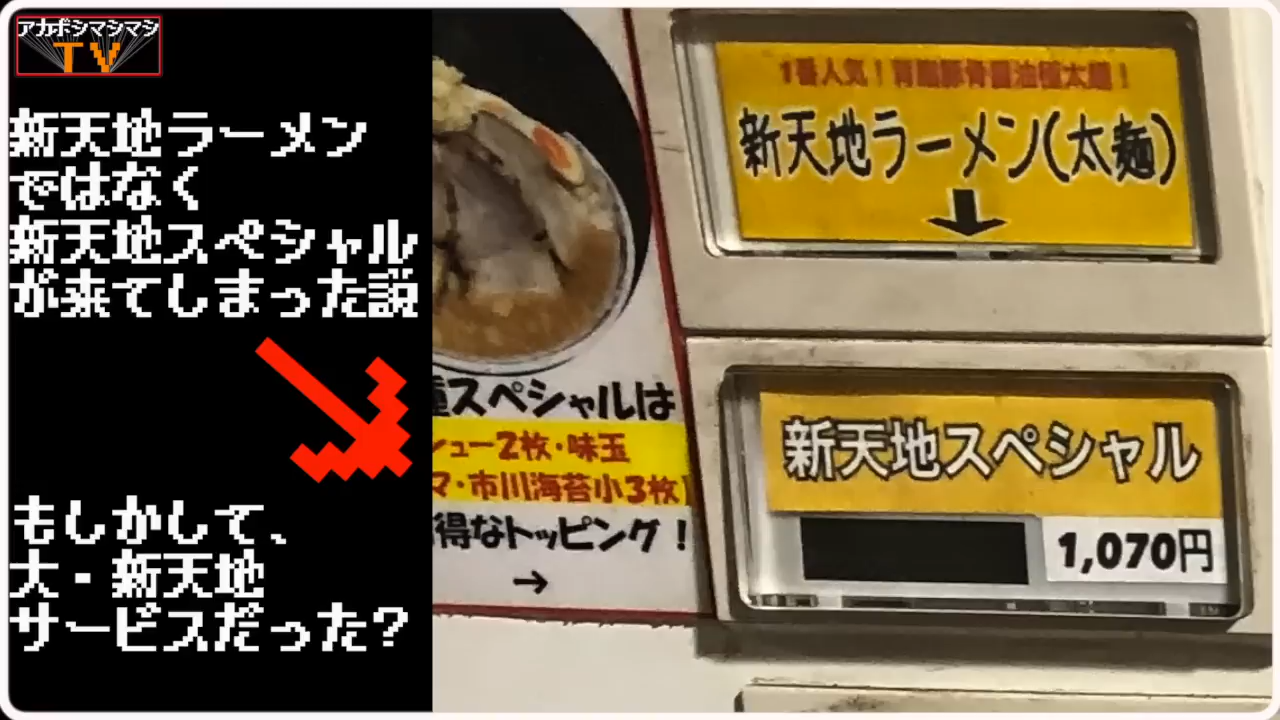 アカボシマシマシ
TV
新天地ラーメン
ではなく
新天地スペシャル
が来てしまった説
もしかして、
大・新天地
サービスだった?
スペシャルは
シュー2枚・味玉
マ・市川海苔小3枚】
得なトッピング!
→
1番人気!背脂豚骨醤油極太麺!
新天地ラーメン(太麺)
新天地スペシャル
1,070円